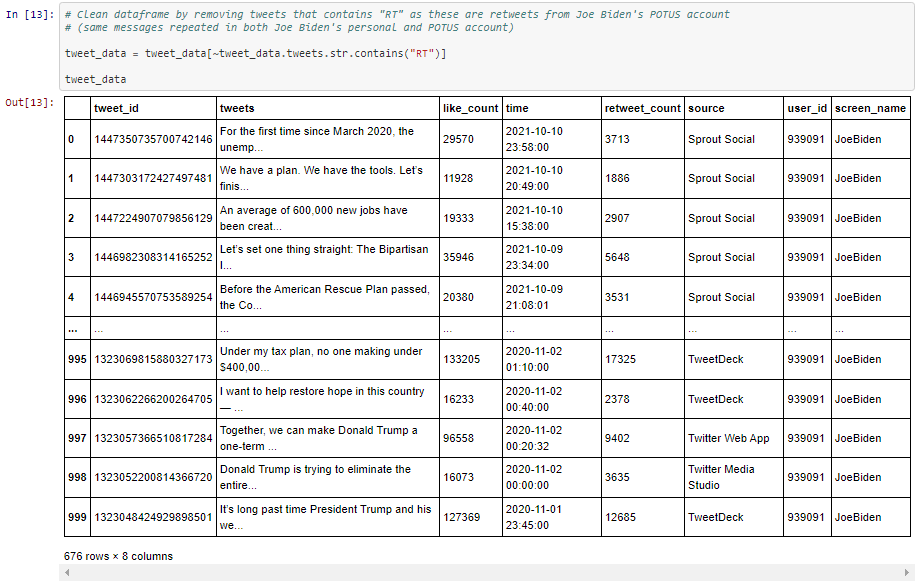 In [13]: # Clean dataframe by removing tweets that contains "RT" as these are retweets from Joe Biden's POTUS account
# (same messages repeated in both Joe Biden's personal and POTUS account)
tweet_data = tweet_data[~tweet_data.tweets.str.contains("RT")]
tweet_data
Out[13]:
tweet_id tweets like_count time retweet_count source user_id screen_name
0 1447350735700742146 For the first time since March 2020, the unemp... 29570 2021-10-10 23:58:00 3713 Sprout Social 939091 JoeBiden
1 1447303172427497481 We have a plan. We have the tools. Let's finis... 11928 2021-10-10 20:49:00 1886 Sprout Social 939091 JoeBiden
2 1447224907079856129 An average of 600,000 new jobs have been creat... 19333 2021-10-10 15:38:00 2907 Sprout Social 939091 JoeBiden
3 1446982308314165252 Let's set one thing straight: The Bipartisan I... 35946 2021-10-09 23:34:00 5648 Sprout Social 939091 JoeBiden
4 1446945570753589254 Before the American Rescue Plan passed, the Co... 20380 2021-10-09 21:08:01 3531 Sprout Social 939091 JoeBiden
... ... ... ... ... ... ... ... ...
995 1323069815880327173 Under my tax plan, no one making under $400,00... 133205 2020-11-02 01:10:00 17325 TweetDeck 939091 JoeBiden
996 1323062266200264705 I want to help restore hope in this country — ... 16233 2020-11-02 00:40:00 2378 TweetDeck 939091 JoeBiden
997 1323057366510817284 Together, we can make Donald Trump a one-term ... 96558 2020-11-02 00:20:32 9402 Twitter Web App 939091 JoeBiden
998 1323052200814366720 Donald Trump is trying to eliminate the entire... 16073 2020-11-02 00:00:00 3635 Twitter Media Studio 939091 JoeBiden
999 1323048424929898501 It's long past time President Trump and his we... 127369 2020-11-01 23:45:00 12685 TweetDeck 939091 JoeBiden
676 rows × 8 columns